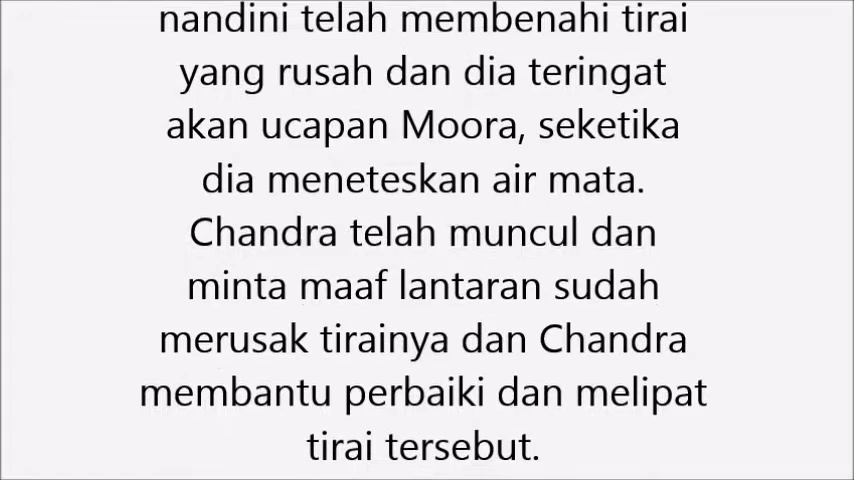 nandini telah membenahi tirai
yang rusah dan dia teringat
akan ucapan Moora, seketika
dia meneteskan air mata.
Chandra telah muncul dan
minta maaf lantaran sudah
merusak tirainya dan Chandra
membantu perbaiki dan melipat
tirai tersebut.